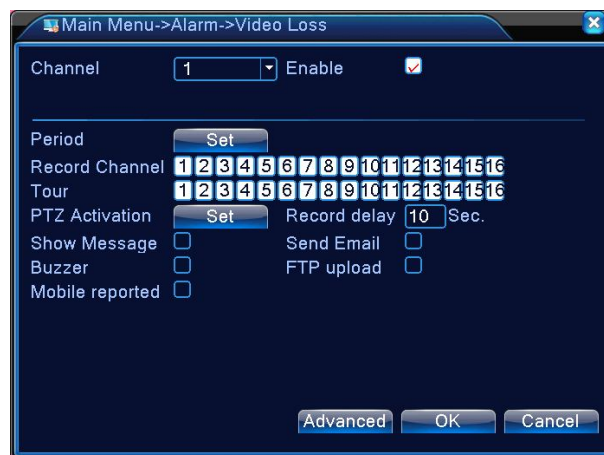 Main Menu->Alarm->Video Loss
Channel 1 Enable
Period Set
Record Channel 1 2 3 4 5 6 7 8 9 10 11 12 13 14 15 16
Tour 1 2 3 4 5 6 7 8 9 10 11 12 13 14 15 16
PTZ Activation Set Record delay 10 Sec.
Show Message Send Email
Buzzer FTP upload
Mobile reported
Advanced OK Cancel